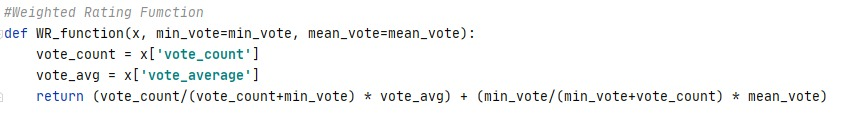 #Weighted Rating Fumction
def WR_function(x, min_vote=min_vote, mean_vote=mean_vote):
    vote_count = x['vote_count']
    vote_avg = x['vote_average']
    return (vote_count/(vote_count+min_vote) * vote_avg) + (min_vote/(min_vote+vote_count) * mean_vote)